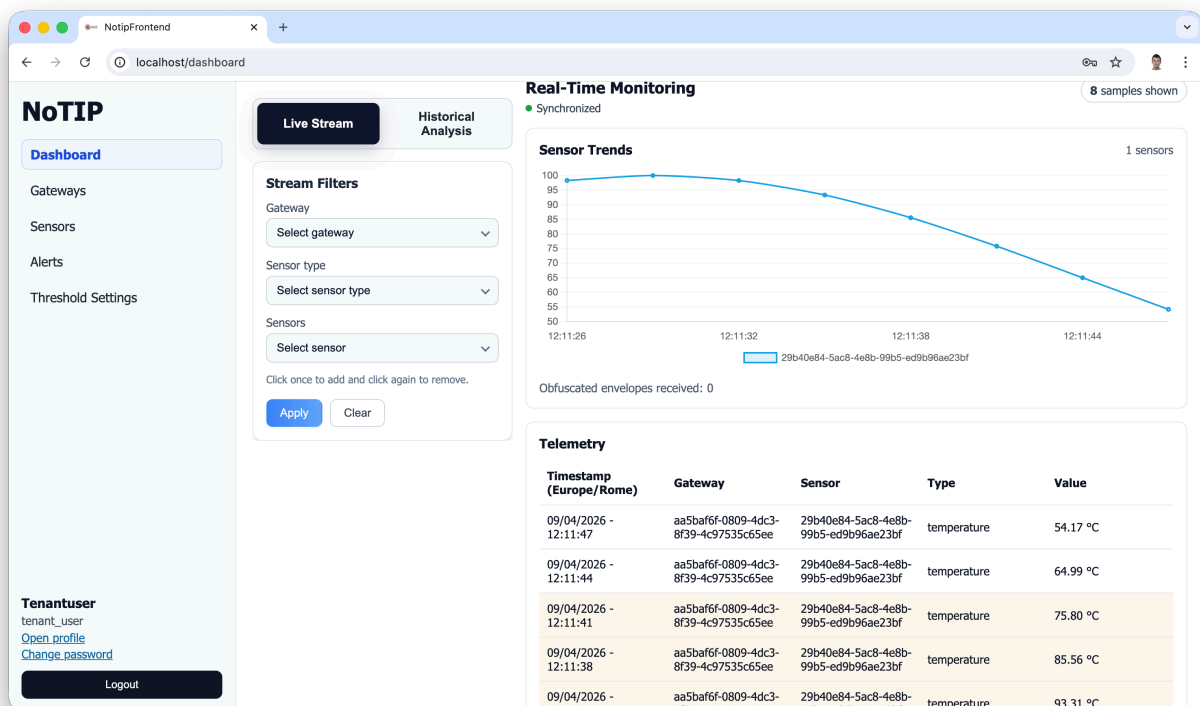 NotipFrontend
localhost/dashboard
NoTIP
Dashboard
Gateways
Sensors
Alerts
Threshold Settings
Tenantuser
tenant_user
Open profile
Change password
Logout
Live Stream
Historical
Analysis
Stream Filters
Gateway
Select gateway
Sensor type
Select sensor type
Sensors
Select sensor
Click once to add and click again to remove.
Apply
Clear
Real-Time Monitoring
Synchronized
8 samples shown
Sensor Trends
1 sensors
100
95
90
85
80
75
70
65
60
55
50
12:11:26
12:11:32
12:11:38
12:11:44
29b40e84-5ac8-4e8b-99b5-ed9b96ae23bf
Obfuscated envelopes received: 0
Telemetry
Timestamp
(Europe/Rome)
Gateway
Sensor
Type
Value
09/04/2026 -
12:11:47
aa5baf6f-0809-4dc3-
8f39-4c97535c65ee
29b40e84-5ac8-4e8b-
99b5-ed9b96ae23bf
temperature
54.17 °C
09/04/2026 -
12:11:44
aa5baf6f-0809-4dc3-
8f39-4c97535c65ee
29b40e84-5ac8-4e8b-
99b5-ed9b96ae23bf
temperature
64.99 °C
09/04/2026 -
12:11:41
aa5baf6f-0809-4dc3-
8f39-4c97535c65ee
29b40e84-5ac8-4e8b-
99b5-ed9b96ae23bf
temperature
75.80 °C
09/04/2026 -
12:11:38
aa5baf6f-0809-4dc3-
8f39-4c97535c65ee
29b40e84-5ac8-4e8b-
99b5-ed9b96ae23bf
temperature
85.56 °C
09/04/2026 -
aa5baf6f-0809-4dc3-
29b40e84-5ac8-4e8b-
temperature
93.31 °C